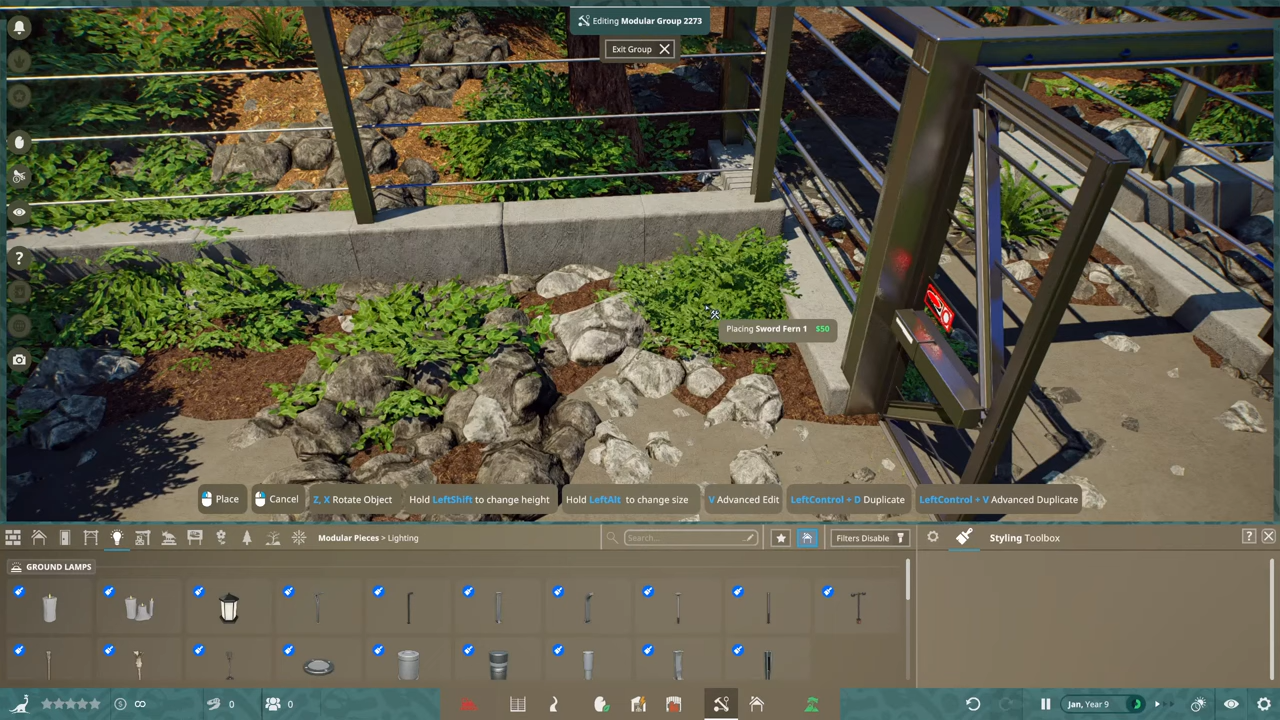 Editing Modular Group 2273
Exit Group
Placing Sword Fern 1 $50
Place
Cancel
Z, X Rotate Object
Hold LeftShift to change height
Hold LeftAlt to change size
V Advanced Edit
LeftControl + D Duplicate
LeftControl + V Advanced Duplicate
Modular Pieces > Lighting
Search...
Filters Disable
Styling Toolbox
?
GROUND LAMPS
0
0
Jan, Year 9